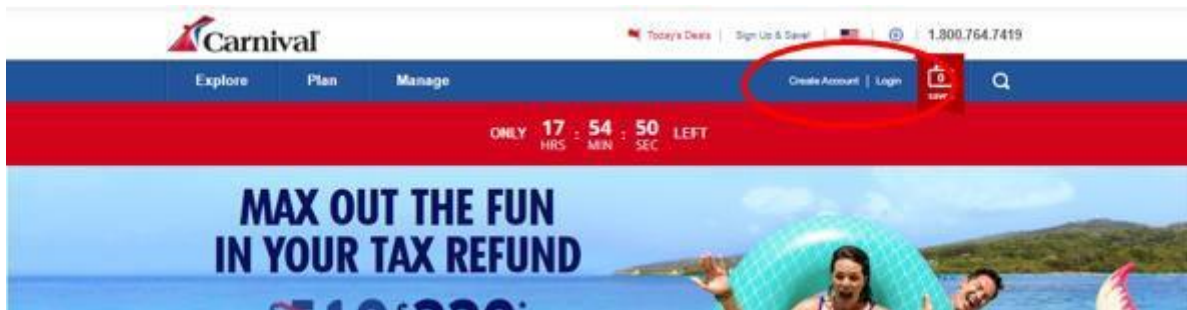 Carnival
Today's Deals | Sign Up & Save! | 1.800.764.7419
Explore Plan Manage Create Account | Login 0
ONLY 17 : 54 : 50 LEFT
HRS MIN SEC
MAX OUT THE FUN
IN YOUR TAX REFUND